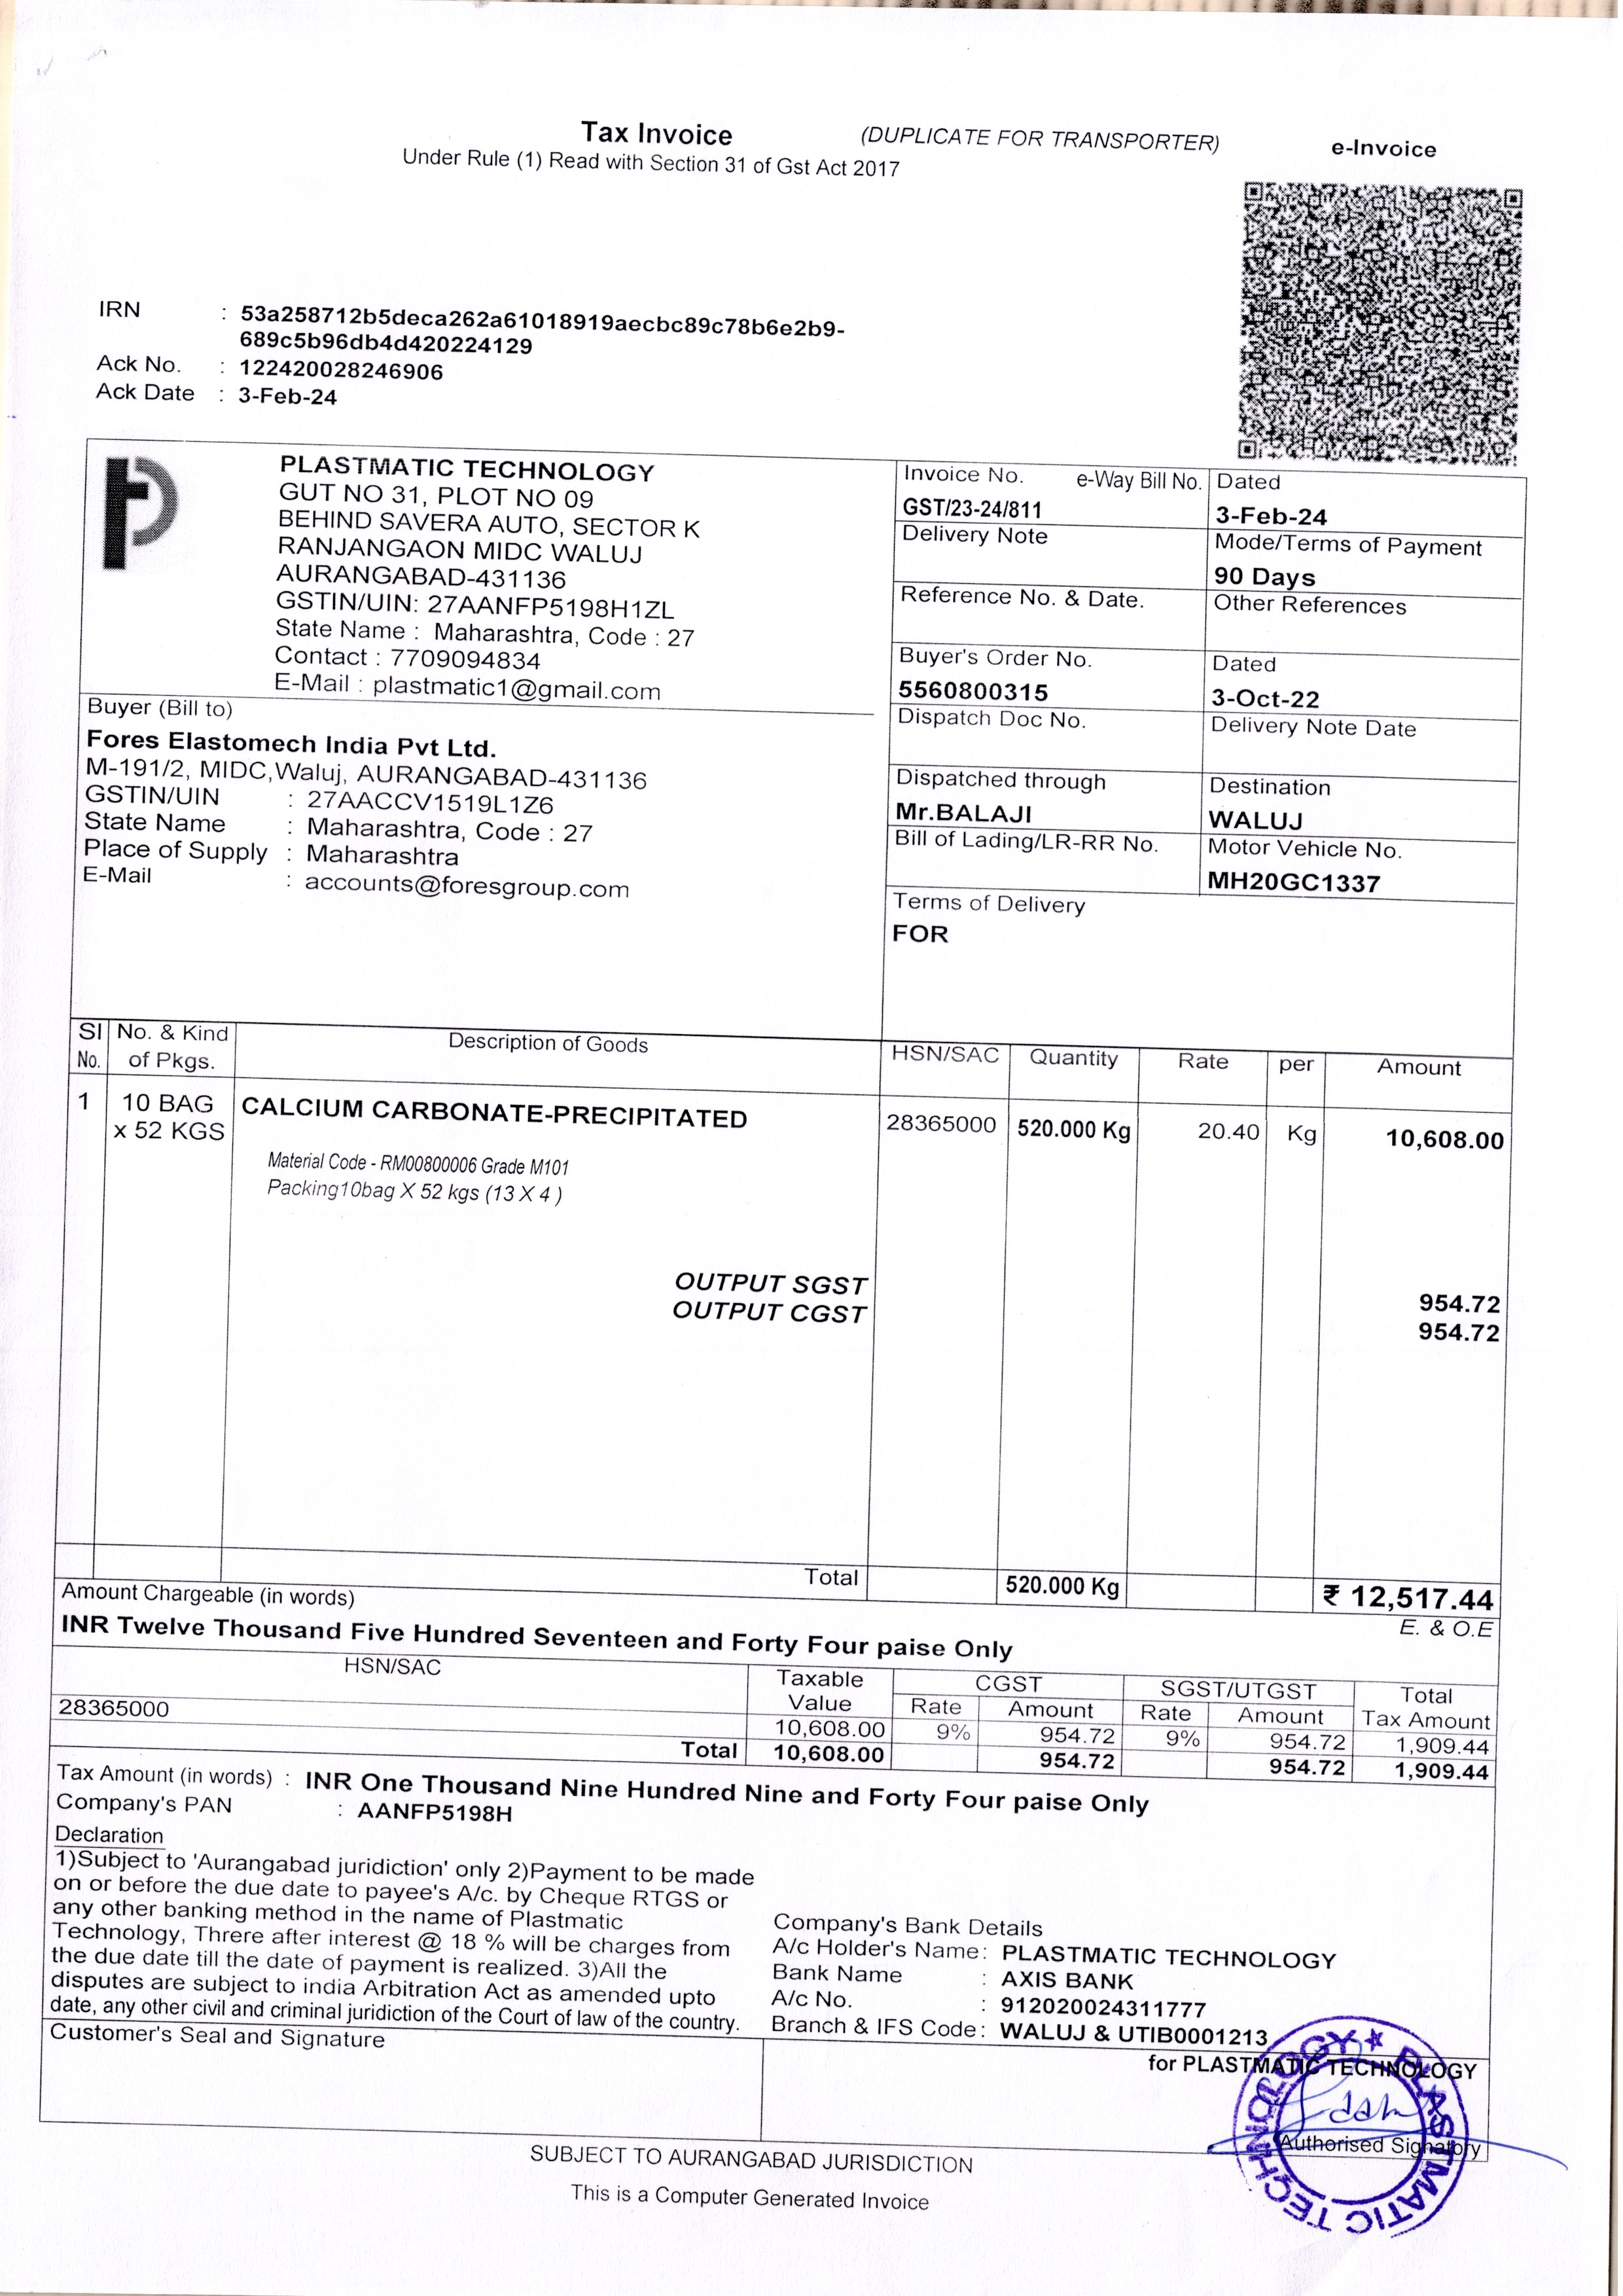 Tax Invoice
(DUPLICATE FOR TRANSPORTER)
e-Invoice
Under Rule (1) Read with Section 31 of Gst Act 2017
IRN : 53a258712b5deca262a61018919aecbc89c78b6e2b9-
689c5b96db4d420224129
Ack No. : 122420028246906
Ack Date : 3-Feb-24
PLASTMATIC TECHNOLOGY
GUT NO 31, PLOT NO 09
BEHIND SAVERA AUTO, SECTOR K
RANJANGAON MIDC WALUJ
AURANGABAD-431136
GSTIN/UIN: 27AANFP5198H1ZL
State Name : Maharashtra, Code : 27
Contact : 7709094834
E-Mail : plastmatic1@gmail.com
Buyer (Bill to)
Fores Elastomech India Pvt Ltd.
M-191/2, MIDC,Waluj, AURANGABAD-431136
GSTIN/UIN : 27AACCV1519L1Z6
State Name : Maharashtra, Code : 27
Place of Supply : Maharashtra
E-Mail : accounts@foresgroup.com
Invoice No. e-Way Bill No. Dated
GST/23-24/811 3-Feb-24
Delivery Note Mode/Terms of Payment
90 Days
Reference No. & Date. Other References
Buyer's Order No. Dated
5560800315 3-Oct-22
Dispatch Doc No. Delivery Note Date
Dispatched through Destination
Mr.BALAJI WALUJ
Bill of Lading/LR-RR No. Motor Vehicle No.
MH20GC1337
Terms of Delivery
FOR
SI No. & Kind Description of Goods HSN/SAC Quantity Rate per Amount
No. of Pkgs.
1 10 BAG CALCIUM CARBONATE-PRECIPITATED 28365000 520.000 Kg 20.40 Kg 10,608.00
x 52 KGS
Material Code - RM00800006 Grade M101
Packing10bag X 52 kgs (13 X 4 )
OUTPUT SGST 954.72
OUTPUT CGST 954.72
Total 520.000 Kg ₹ 12,517.44
Amount Chargeable (in words) E. & O.E
INR Twelve Thousand Five Hundred Seventeen and Forty Four paise Only
HSN/SAC Taxable CGST SGST/UTGST Total
Value Rate Amount Rate Amount Tax Amount
28365000 10,608.00 9% 954.72 9% 954.72 1,909.44
Total 10,608.00 954.72 954.72 1,909.44
Tax Amount (in words) : INR One Thousand Nine Hundred Nine and Forty Four paise Only
Company's PAN : AANFP5198H
Declaration
1)Subject to 'Aurangabad juridiction' only 2)Payment to be made
on or before the due date to payee's A/c. by Cheque RTGS or
any other banking method in the name of Plastmatic
Technology, Threre after interest @ 18 % will be charges from
the due date till the date of payment is realized. 3)All the
disputes are subject to india Arbitration Act as amended upto
date, any other civil and criminal juridiction of the Court of law of the country.
Company's Bank Details
A/c Holder's Name: PLASTMATIC TECHNOLOGY
Bank Name : AXIS BANK
A/c No. : 912020024311777
Branch & IFS Code: WALUJ & UTIB0001213
Customer's Seal and Signature
for PLASTMATIC TECHNOLOGY
PLASTMATIC TECHNOLOGY
Authorised Signatory
SUBJECT TO AURANGABAD JURISDICTION
This is a Computer Generated Invoice